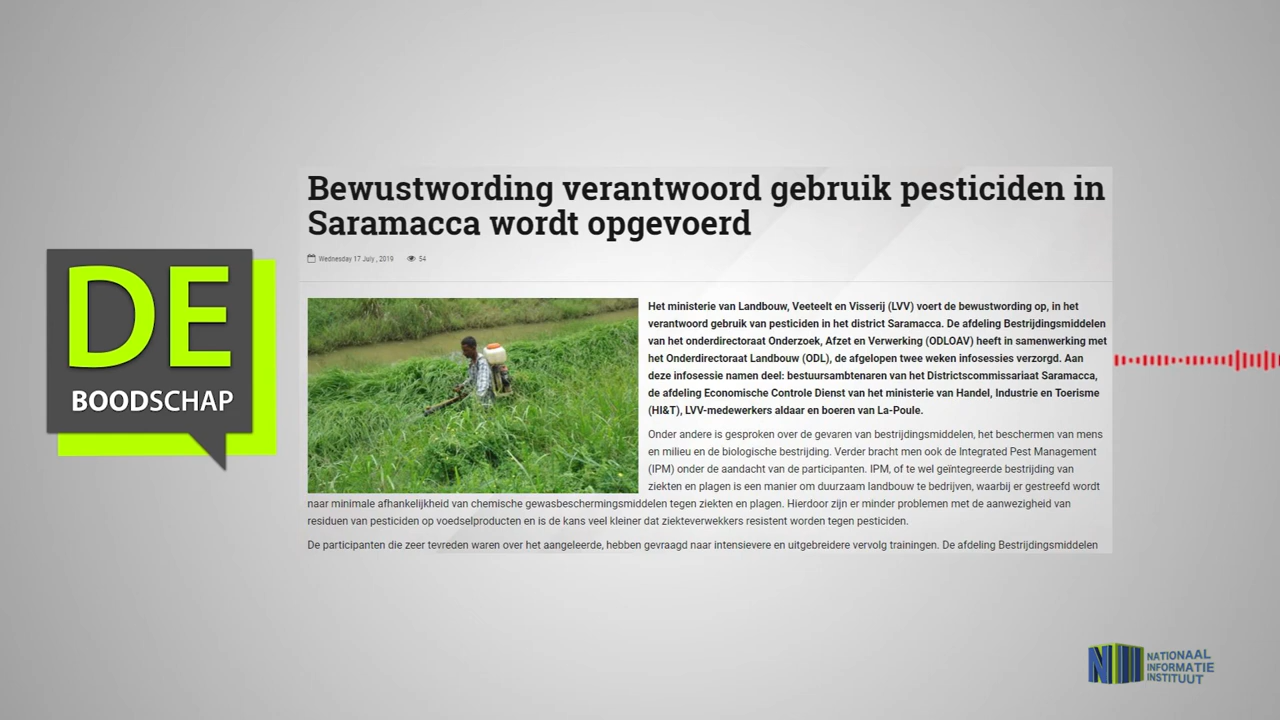 Bewustwording verantwoord gebruik pesticiden in
Saramacca wordt opgevoerd
Wednesday 17 July , 2019 54
DE
BOODSCHAP
Het ministerie van Landbouw, Veeteelt en Visserij (LVV) voert de bewustwording op, in het
verantwoord gebruik van pesticiden in het district Saramacca. De afdeling Bestrijdingsmiddelen
van het onderdirectoraat Onderzoek, Afzet en Verwerking (ODLOAV) heeft in samenwerking met
het Onderdirectoraat Landbouw (ODL), de afgelopen twee weken infosessies verzorgd. Aan
deze infosessie namen deel: bestuursambtenaren van het Districtscommissariaat Saramacca,
de afdeling Economische Controle Dienst van het ministerie van Handel, Industrie en Toerisme
(HI&T), LVV-medewerkers aldaar en boeren van La-Poule.
Onder andere is gesproken over de gevaren van bestrijdingsmiddelen, het beschermen van mens
en milieu en de biologische bestrijding. Verder bracht men ook de Integrated Pest Management
(IPM) onder de aandacht van de participanten. IPM, of te wel geïntegreerde bestrijding van
ziekten en plagen is een manier om duurzaam landbouw te bedrijven, waarbij er gestreefd wordt
naar minimale afhankelijkheid van chemische gewasbeschermingsmiddelen tegen ziekten en plagen. Hierdoor zijn er minder problemen met de aanwezigheid van
residuen van pesticiden op voedselproducten en is de kans veel kleiner dat ziekteverwekkers resistent worden tegen pesticiden.
De participanten die zeer tevreden waren over het aangeleerde, hebben gevraagd naar intensievere en uitgebreidere vervolg trainingen. De afdeling Bestrijdingsmiddelen
NII
NATIONAAL
INFORMATIE
INSTITUUT